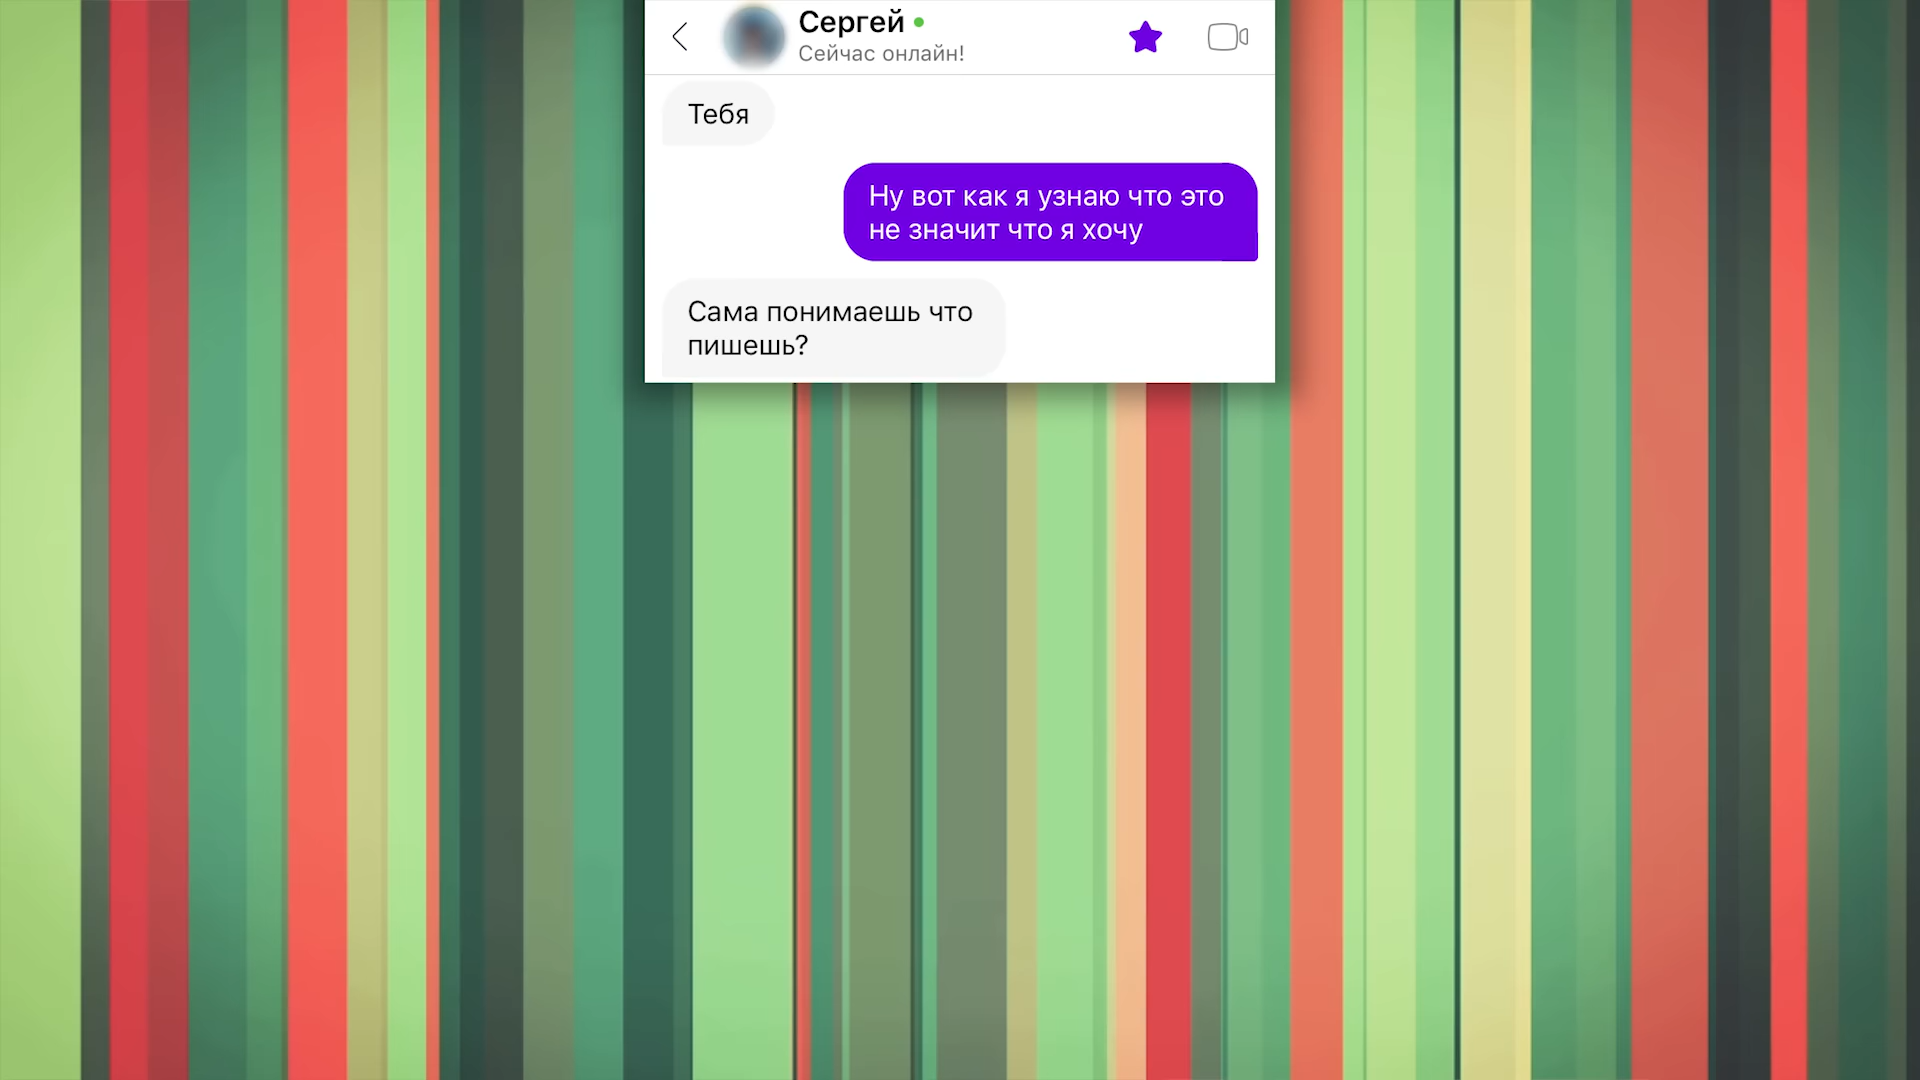 Сергей
Сейчас онлайн!
Тебя
Ну вот как я узнаю что это
не значит что я хочу
Сама понимаешь что
пишешь?